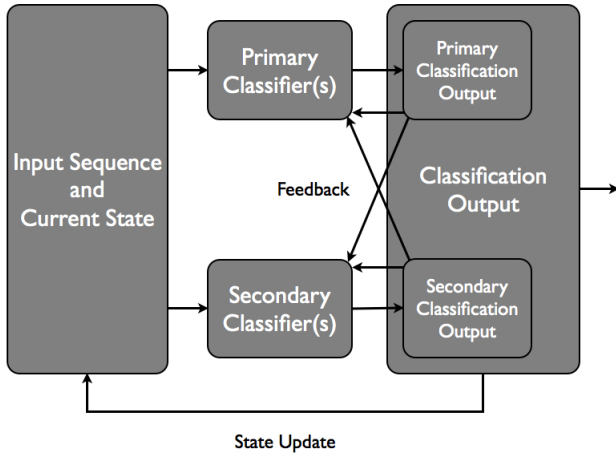 Input Sequence
and
Current State
Primary
Classifier(s)
Primary
Classification
Output
Feedback
Classification
Output
Secondary
Classifier(s)
Secondary
Classification
Output
State Update